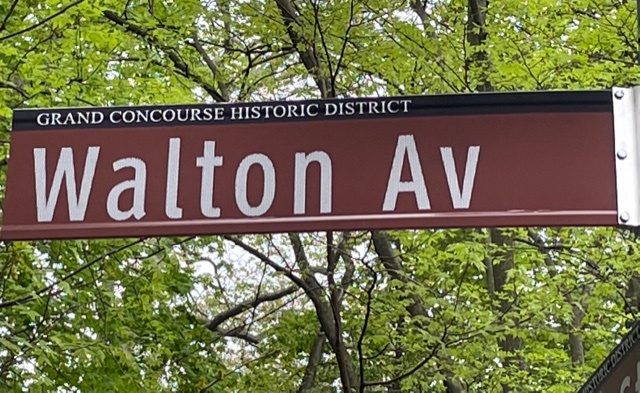 GRAND CONCOURSE HISTORIC DISTRICT
Walton Av